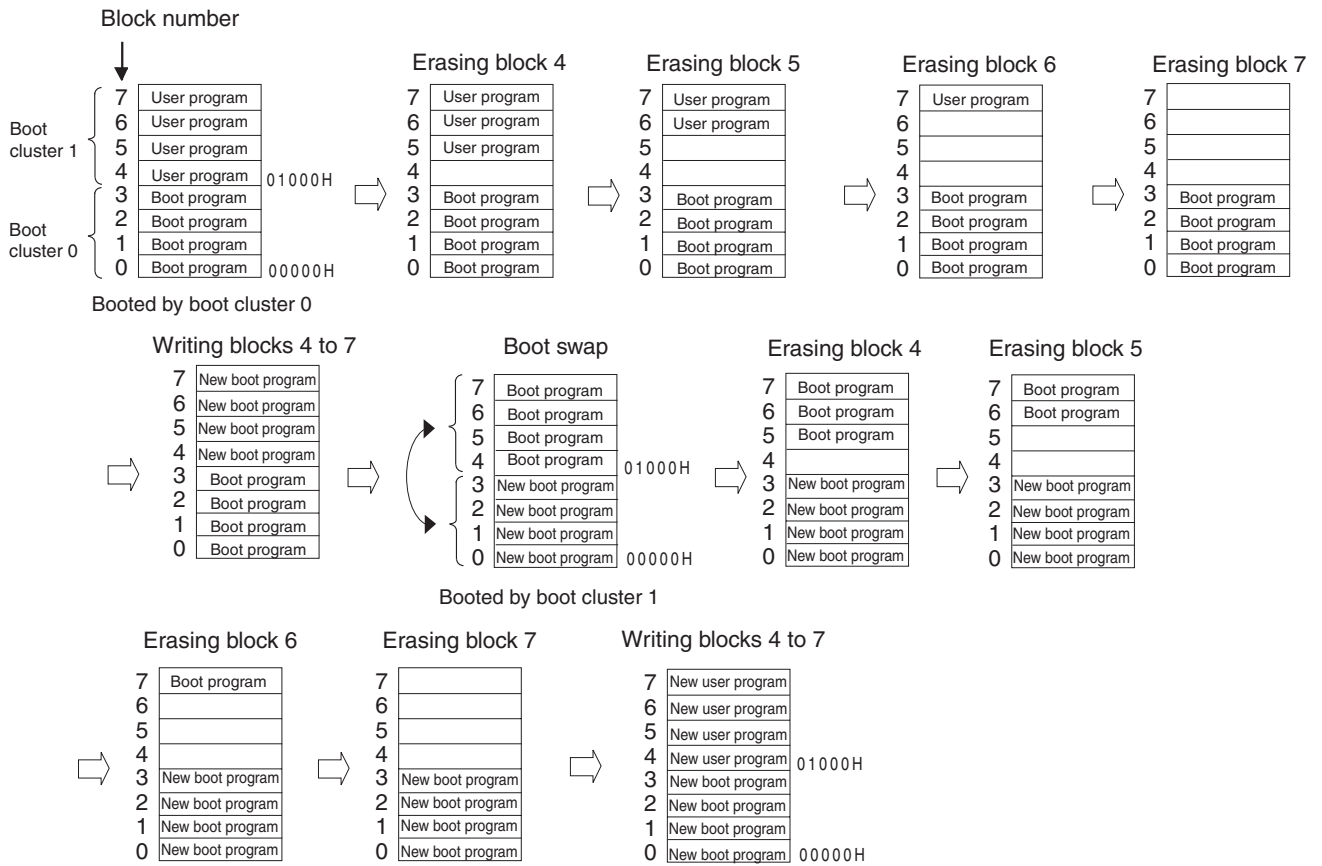 Block number
Erasing block 4
Erasing block 5
Erasing block 6
Erasing block 7
Boot cluster 1
Boot cluster 0
7 User program
6 User program
5 User program
4 User program
01000H
3 Boot program
2 Boot program
1 Boot program
0 Boot program
00000H
Booted by boot cluster 0
7 User program
6 User program
5 User program
4
3 Boot program
2 Boot program
1 Boot program
0 Boot program
7 User program
6 User program
5
4
3 Boot program
2 Boot program
1 Boot program
0 Boot program
7 User program
6
5
4
3 Boot program
2 Boot program
1 Boot program
0 Boot program
7
6
5
4
3 Boot program
2 Boot program
1 Boot program
0 Boot program
Writing blocks 4 to 7
7 New boot program
6 New boot program
5 New boot program
4 New boot program
3 Boot program
2 Boot program
1 Boot program
0 Boot program
Boot swap
7 Boot program
6 Boot program
5 Boot program
4 Boot program
01000H
3 New boot program
2 New boot program
1 New boot program
0 New boot program
00000H
Booted by boot cluster 1
Erasing block 4
7 Boot program
6 Boot program
5 Boot program
4
3 New boot program
2 New boot program
1 New boot program
0 New boot program
Erasing block 5
7 Boot program
6 Boot program
5
4
3 New boot program
2 New boot program
1 New boot program
0 New boot program
Erasing block 6
7 Boot program
6
5
4
3 New boot program
2 New boot program
1 New boot program
0 New boot program
Erasing block 7
7
6
5
4
3 New boot program
2 New boot program
1 New boot program
0 New boot program
Writing blocks 4 to 7
7 New user program
6 New user program
5 New user program
4 New user program
01000H
3 New boot program
2 New boot program
1 New boot program
0 New boot program
00000H